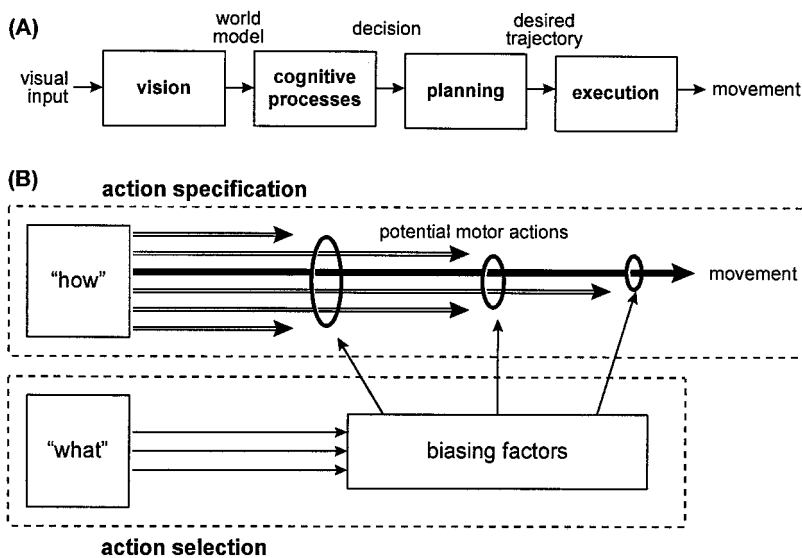 (A)
world
model
decision
desired
trajectory
visual
input
vision
cognitive
processes
planning
execution
movement
(B)
action specification
"how"
potential motor actions
movement
"what"
biasing factors
action selection